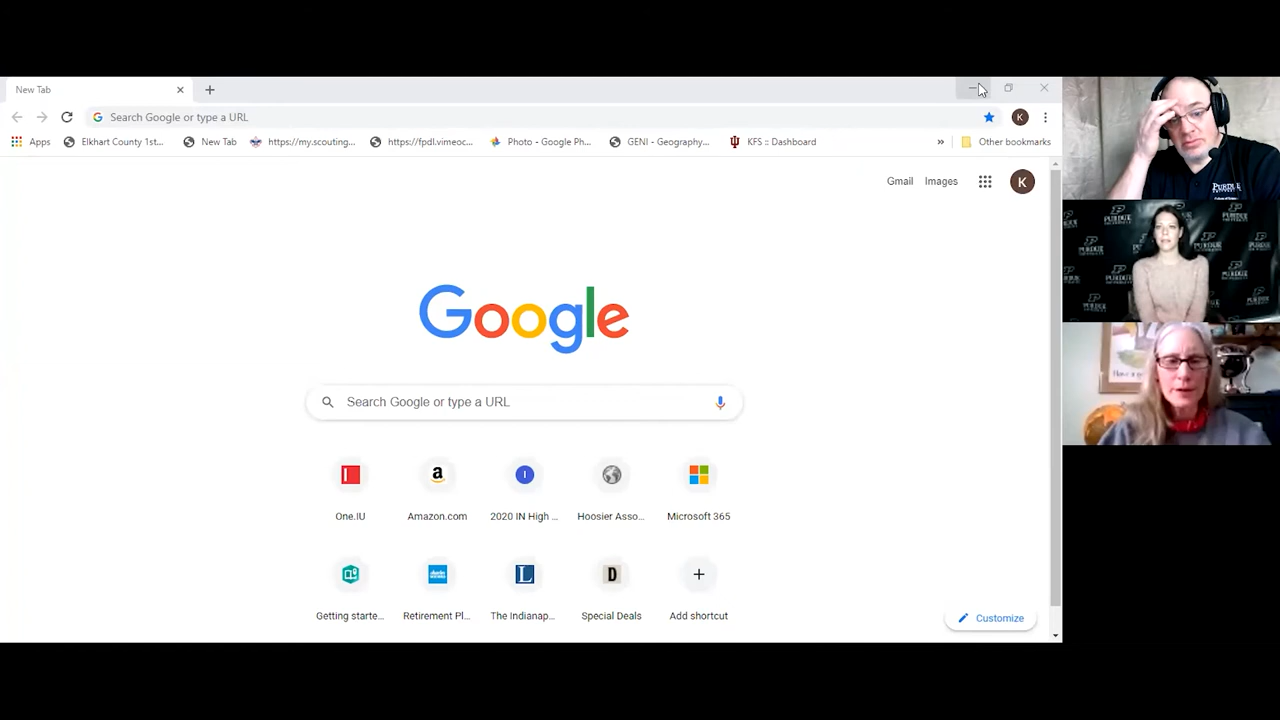 New Tab
Search Google or type a URL
K
Apps
Elkhart County 1st...
New Tab
https://my.scouting...
https://fpdl.vimeoc...
Photo - Google Ph...
GENI - Geography...
KFS :: Dashboard
»
Other bookmarks
Gmail
Images
K
Google
Search Google or type a URL
One.IU
a
Amazon.com
I
2020 IN High ...
Hoosier Asso...
Microsoft 365
Getting starte...
Retirement Pl...
L
The Indianap...
D
Special Deals
Add shortcut
Customize
PURDUE
PURDUE